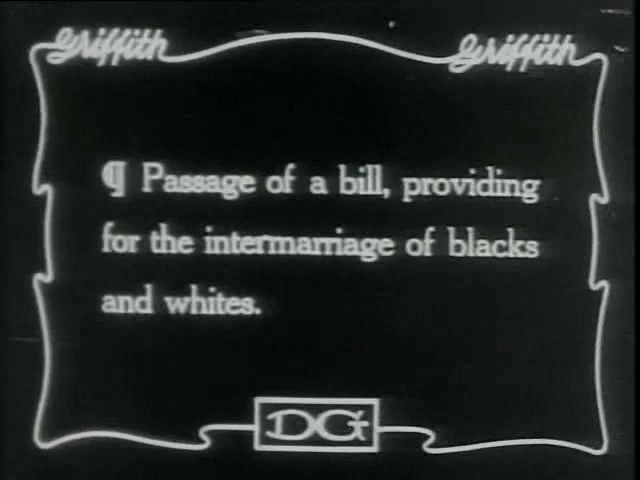 Griffith Griffith
¶ Passage of a bill, providing
for the intermarriage of blacks
and whites.
DG